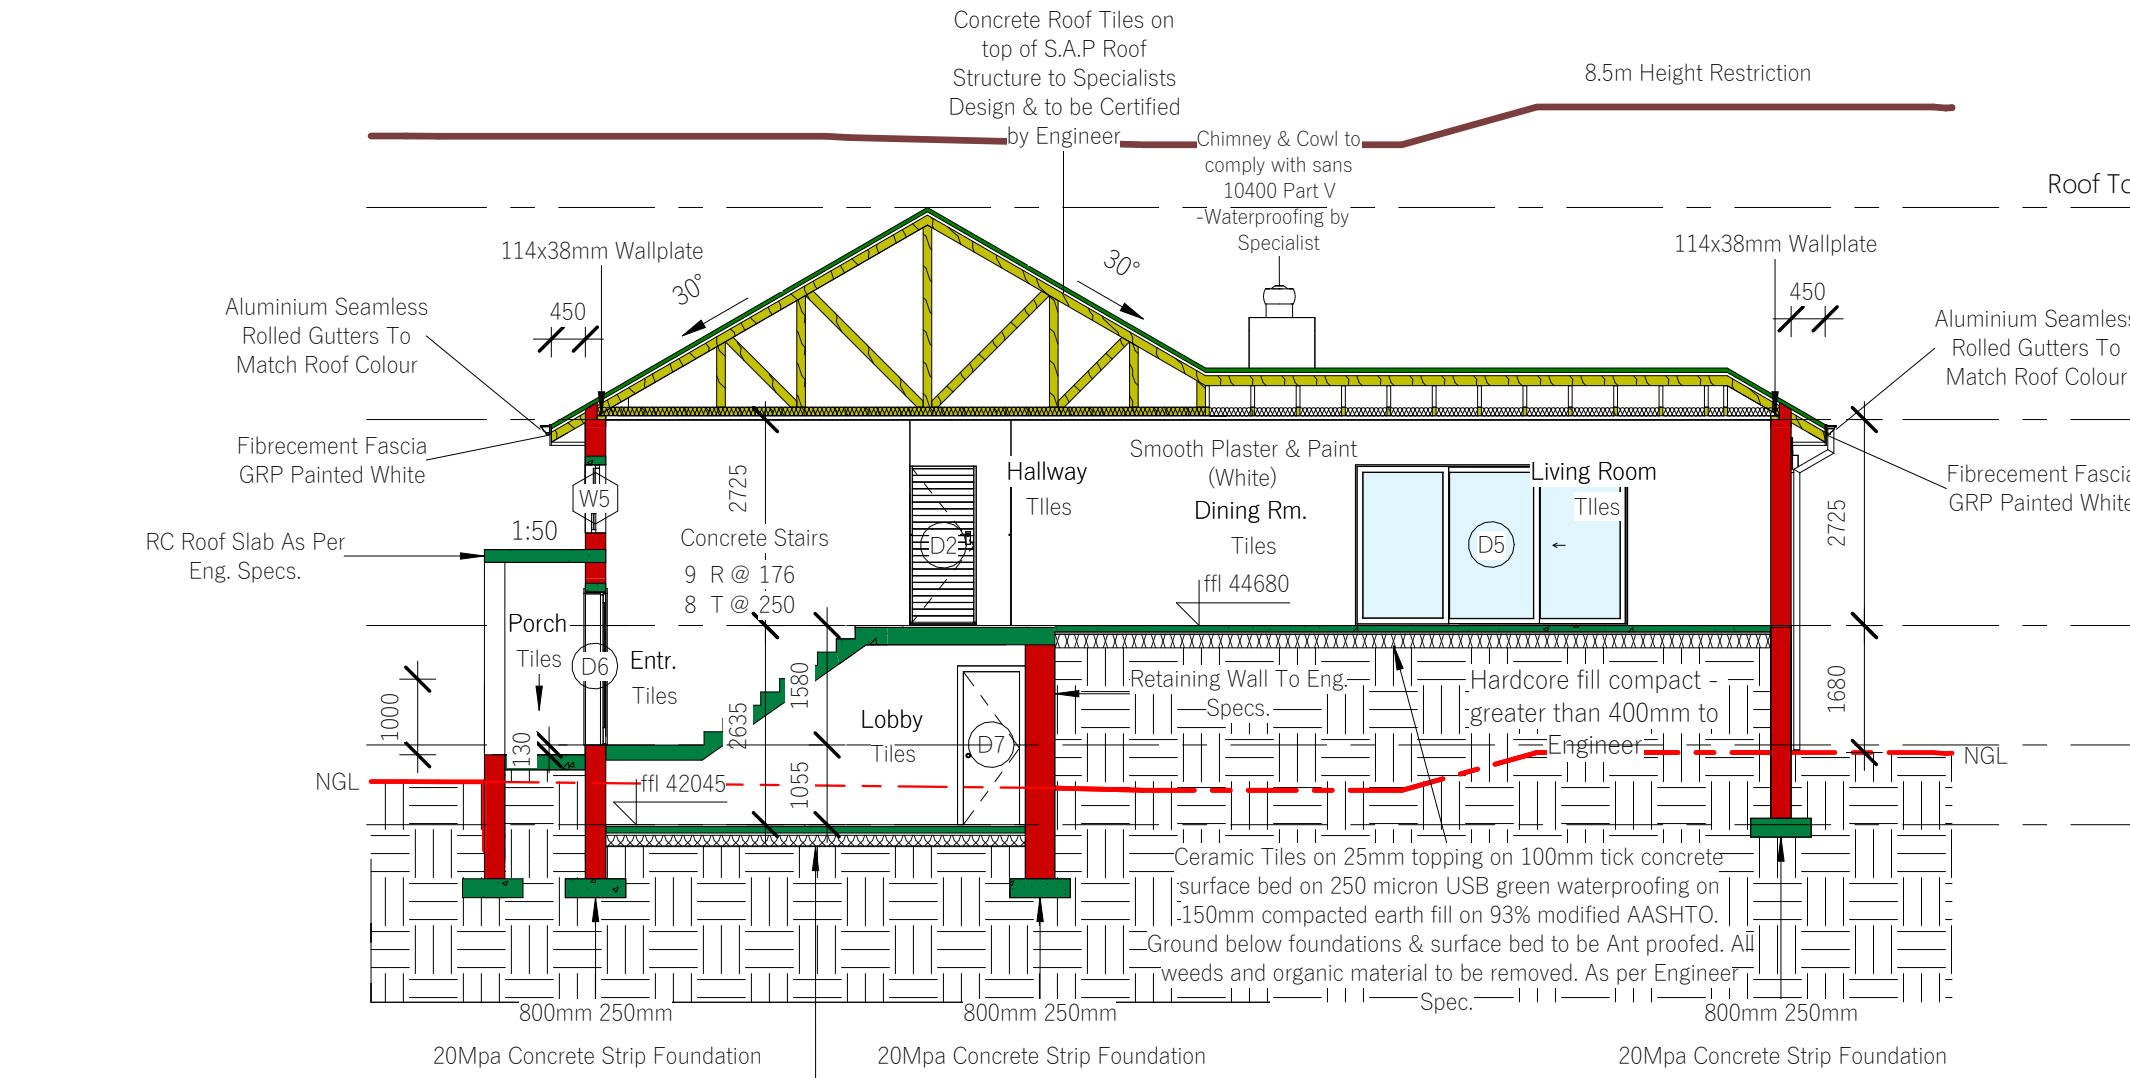 Concrete Roof Tiles on
top of S.A.P Roof
Structure to Specialists
Design & to be Certified
by Engineer
8.5m Height Restriction
Chimney & Cowl to
comply with sans
10400 Part V
-Waterproofing by
Specialist
Roof To
114x38mm Wallplate
114x38mm Wallplate
30°
30°
450
450
Aluminium Seamless
Rolled Gutters To
Match Roof Colour
Aluminium Seamless
Rolled Gutters To
Match Roof Colour
Fibrecement Fascia
GRP Painted White
Fibrecement Fascia
GRP Painted White
Smooth Plaster & Paint
(White)
Hallway
TIles
Living Room
TIles
Dining Rm.
Tiles
2725
2725
W5
D2
D5
1:50
RC Roof Slab As Per
Eng. Specs.
Concrete Stairs
9 R @ 176
8 T @ 250
ffl 44680
Porch
Tiles
D6
Entr.
Tiles
1580
2635
1055
1680
1000
130
Lobby
Tiles
D7
Retaining Wall To Eng.
Specs.
Hardcore fill compact -
greater than 400mm to
Engineer
NGL
NGL
ffl 42045
Ceramic Tiles on 25mm topping on 100mm tick concrete
surface bed on 250 micron USB green waterproofing on
150mm compacted earth fill on 93% modified AASHTO.
Ground below foundations & surface bed to be Ant proofed. All
weeds and organic material to be removed. As per Engineer
Spec.
800mm 250mm
20Mpa Concrete Strip Foundation
800mm 250mm
20Mpa Concrete Strip Foundation
800mm 250mm
20Mpa Concrete Strip Foundation